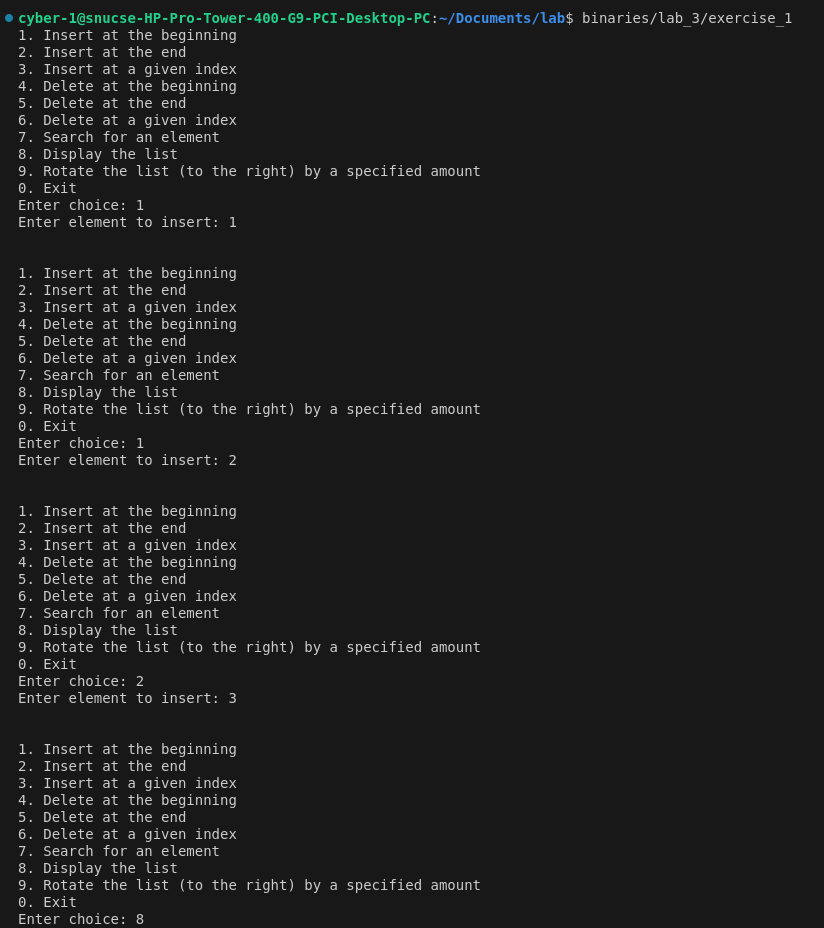 cyber-1@snucse-HP-Pro-Tower-400-G9-PCI-Desktop-PC:~/Documents/lab$ binaries/lab_3/exercise_1
1. Insert at the beginning
2. Insert at the end
3. Insert at a given index
4. Delete at the beginning
5. Delete at the end
6. Delete at a given index
7. Search for an element
8. Display the list
9. Rotate the list (to the right) by a specified amount
0. Exit
Enter choice: 1
Enter element to insert: 1
1. Insert at the beginning
2. Insert at the end
3. Insert at a given index
4. Delete at the beginning
5. Delete at the end
6. Delete at a given index
7. Search for an element
8. Display the list
9. Rotate the list (to the right) by a specified amount
0. Exit
Enter choice: 1
Enter element to insert: 2
1. Insert at the beginning
2. Insert at the end
3. Insert at a given index
4. Delete at the beginning
5. Delete at the end
6. Delete at a given index
7. Search for an element
8. Display the list
9. Rotate the list (to the right) by a specified amount
0. Exit
Enter choice: 2
Enter element to insert: 3
1. Insert at the beginning
2. Insert at the end
3. Insert at a given index
4. Delete at the beginning
5. Delete at the end
6. Delete at a given index
7. Search for an element
8. Display the list
9. Rotate the list (to the right) by a specified amount
0. Exit
Enter choice: 8